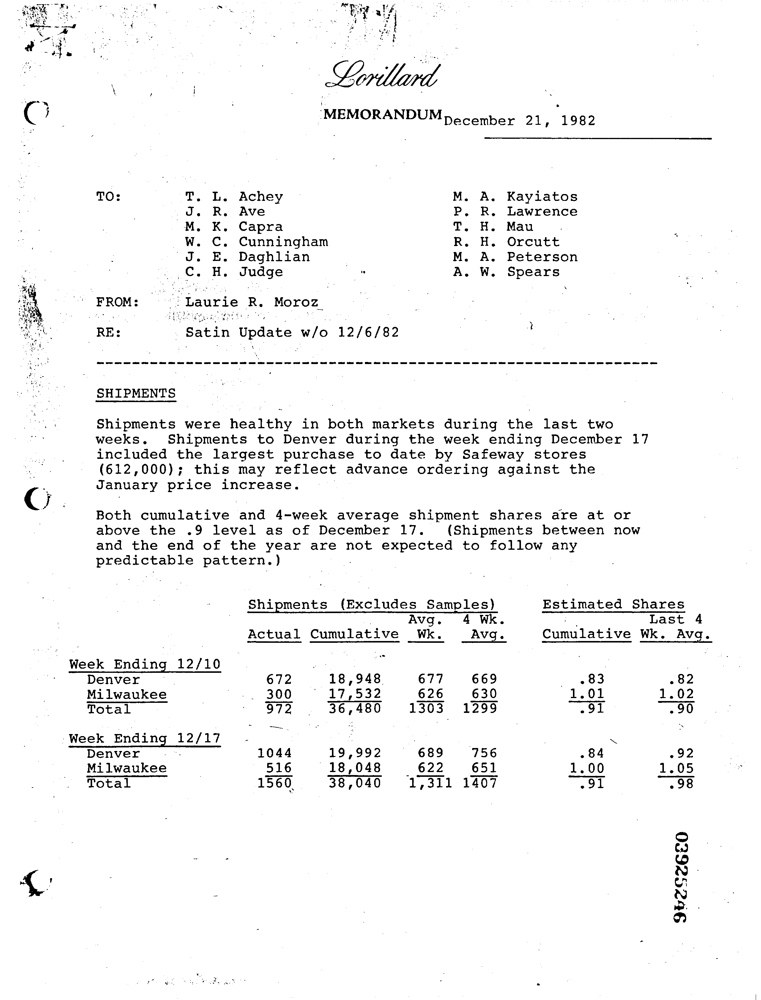 Lorillard
MEMORANDUM December 21, 1982
TO: T. L. Achey M. A. Kayiatos
J. R. Ave P. R. Lawrence
M. K. Capra T. H. Mau
W. C. Cunningham R. H. Orcutt
J. E. Daghlian M. A. Peterson
C. H. Judge A. W. Spears
FROM: Laurie R. Moroz
RE: Satin Update w/o 12/6/82
SHIPMENTS
Shipments were healthy in both markets during the last two
weeks. Shipments to Denver during the week ending December 17
included the largest purchase to date by Safeway stores
(612,000); this may reflect advance ordering against the
January price increase.
Both cumulative and 4-week average shipment shares are at or
above the .9 level as of December 17. (Shipments between now
and the end of the year are not expected to follow any
predictable pattern.)
Shipments (Excludes Samples) Estimated Shares
Avg. 4 Wk. Last 4
Actual Cumulative Wk. Avg. Cumulative Wk. Avg.
Week Ending 12/10
Denver 672 18,948 677 669 .83 .82
Milwaukee 300 17,532 626 630 1.01 1.02
Total 972 36,480 1303 1299 .91 .90
Week Ending 12/17
Denver 1044 19,992 689 756 .84 .92
Milwaukee 516 18,048 622 651 1.00 1.05
Total 1560 38,040 1,311 1407 .91 .98
03925246